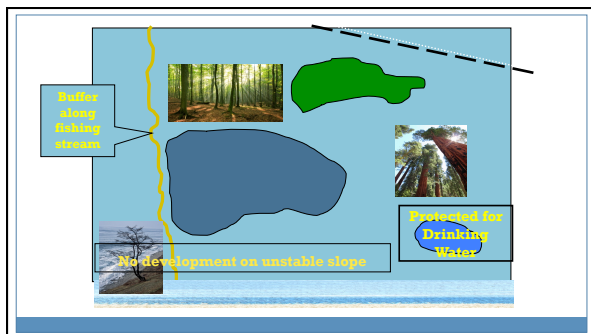 Buffer
along
fishing
stream
Protected for
Drinking
Water
No development on unstable slope